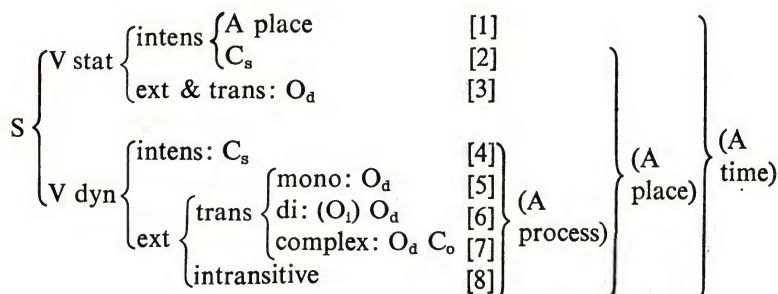 intens A place [1]
V stat C_s [2]
ext & trans: O_d [3]
S
intens: C_s [4] (A
V dyn mono: O_d [5] (A time)
trans di: (O_i) O_d [6] (A place)
ext complex: O_d C_o [7] process)
intransitive [8]